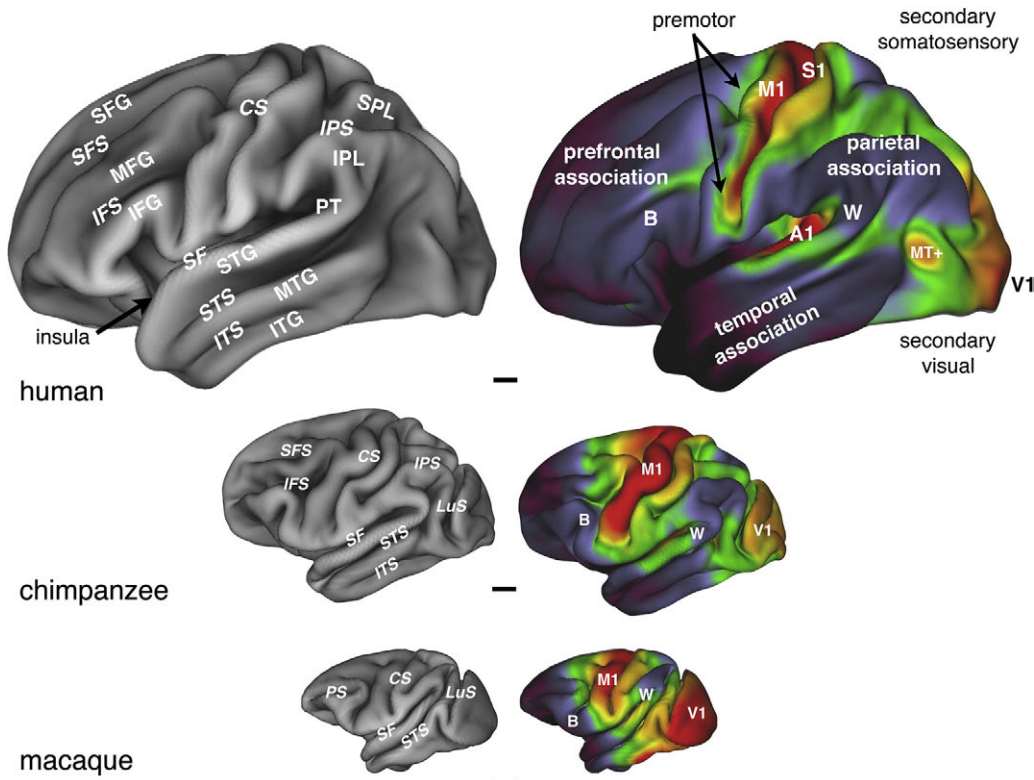 SFG
SFS
MFG
IFS
IFG
CS
SPL
IPS
IPL
PT
SF
STG
STS
MTG
ITS
ITG
insula
human
premotor
secondary
somatosensory
S1
M1
prefrontal
association
parietal
association
B
W
A1
MT+
V1
temporal
association
secondary
visual
SFS
CS
IFS
IPS
LuS
SF
STS
ITS
chimpanzee
M1
B
W
V1
PS
CS
LuS
SF
STS
macaque
M1
W
B
V1